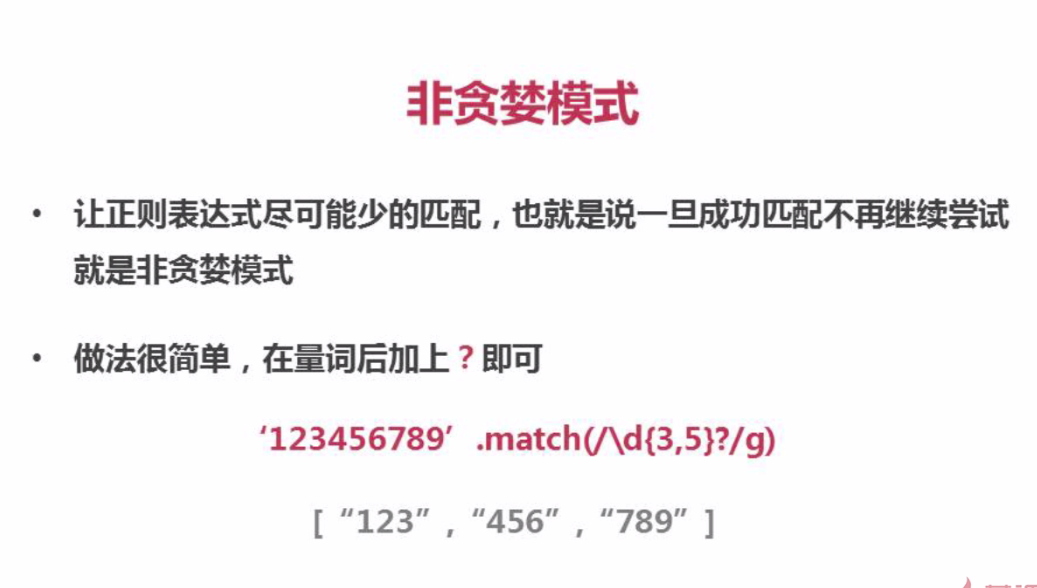 非贪婪模式
• 让正则表达式尽可能少的匹配，也就是说一旦成功匹配不再继续尝试
就是非贪婪模式
• 做法很简单，在量词后加上？即可
‘123456789’ .match(/\d{3,5}?/g)
[ “123” , “456” , “789” ]